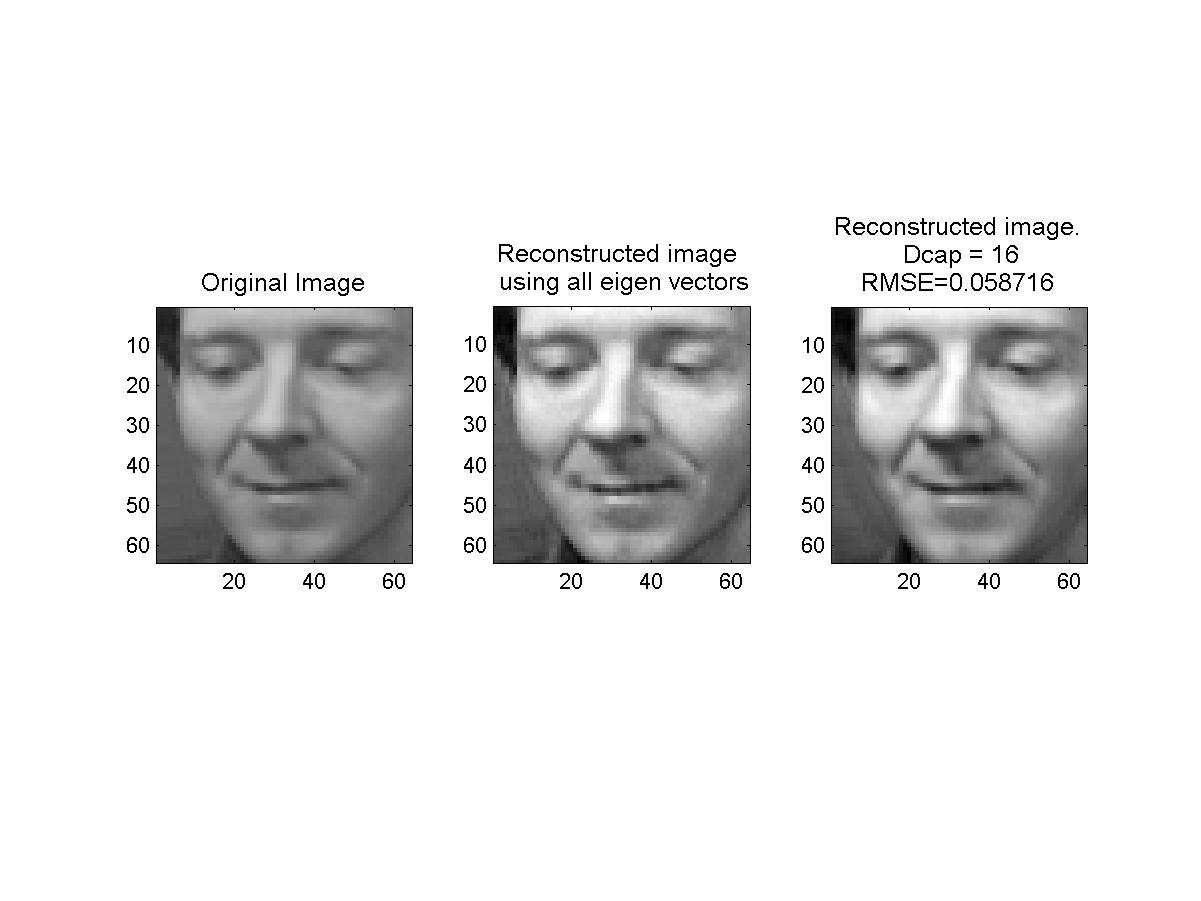 Original Image
10
20
30
40
50
60
20 40 60
Reconstructed image
using all eigen vectors
10
20
30
40
50
60
20 40 60
Reconstructed image.
Dcap = 16
RMSE=0.058716
10
20
30
40
50
60
20 40 60